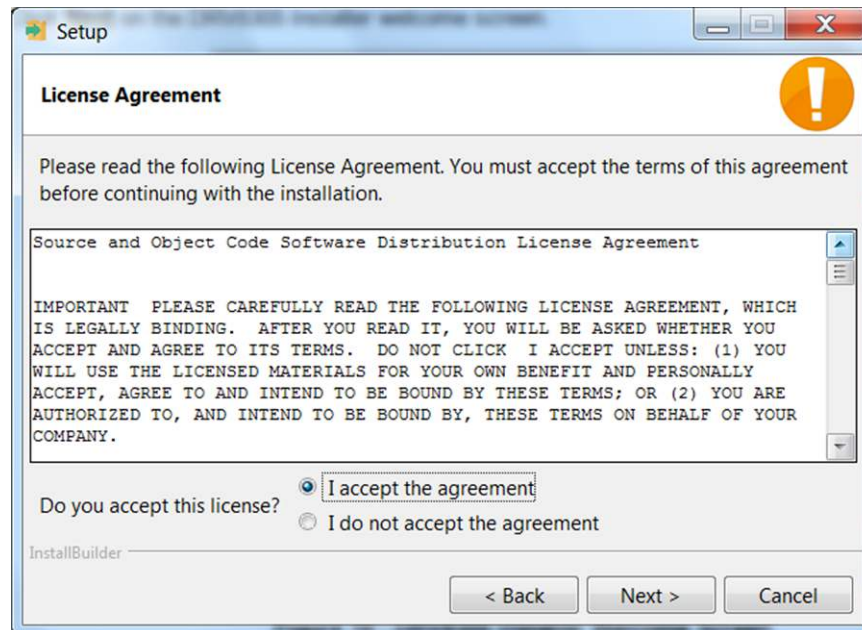 Setup
License Agreement
Please read the following License Agreement. You must accept the terms of this agreement
before continuing with the installation.
Source and Object Code Software Distribution License Agreement
IMPORTANT  PLEASE CAREFULLY READ THE FOLLOWING LICENSE AGREEMENT, WHICH
IS LEGALLY BINDING.  AFTER YOU READ IT, YOU WILL BE ASKED WHETHER YOU
ACCEPT AND AGREE TO ITS TERMS.  DO NOT CLICK  I ACCEPT UNLESS: (1) YOU
WILL USE THE LICENSED MATERIALS FOR YOUR OWN BENEFIT AND PERSONALLY
ACCEPT, AGREE TO AND INTEND TO BE BOUND BY THESE TERMS; OR (2) YOU ARE
AUTHORIZED TO, AND INTEND TO BE BOUND BY, THESE TERMS ON BEHALF OF YOUR
COMPANY.
Do you accept this license?
I accept the agreement
I do not accept the agreement
InstallBuilder
< Back Next > Cancel